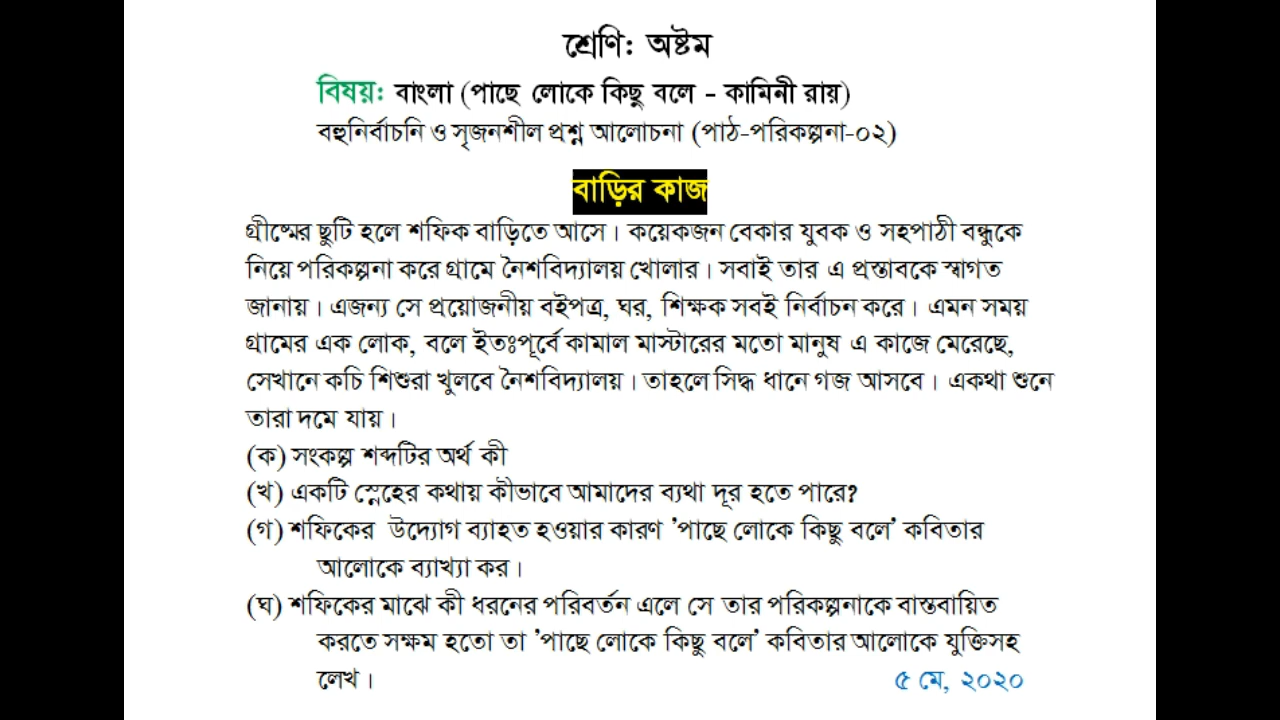 শ্রেণি: অষ্টম
বিষয়: বাংলা (পাছে লোকে কিছু বলে - কামিনী রায়)
বহুনির্বাচনি ও সৃজনশীল প্রশ্ন আলোচনা (পাঠ-পরিকল্পনা-০২)
বাড়ির কাজ
গ্রীষ্মের ছুটি হলে শফিক বাড়িতে আসে। কয়েকজন বেকার যুবক ও সহপাঠী বন্ধুকে
নিয়ে পরিকল্পনা করে গ্রামে নৈশবিদ্যালয় খোলার। সবাই তার এ প্রস্তাবকে স্বাগত
জানায়। এজন্য সে প্রয়োজনীয় বইপত্র, ঘর, শিক্ষক সবই নির্বাচন করে। এমন সময়
গ্রামের এক লোক, বলে ইতঃপূর্বে কামাল মাস্টারের মতো মানুষ এ কাজে মেরেছে,
সেখানে কচি শিশুরা খুলবে নৈশবিদ্যালয়। তাহলে সিদ্ধ ধানে গজ আসবে। একথা শুনে
তারা দমে যায়।
(ক) সংকল্প শব্দটির অর্থ কী
(খ) একটি স্নেহের কথায় কীভাবে আমাদের ব্যথা দূর হতে পারে?
(গ) শফিকের উদ্যোগ ব্যাহত হওয়ার কারণ ’পাছে লোকে কিছু বলে’ কবিতার
আলোকে ব্যাখ্যা কর।
(ঘ) শফিকের মাঝে কী ধরনের পরিবর্তন এলে সে তার পরিকল্পনাকে বাস্তবায়িত
করতে সক্ষম হতো তা ’পাছে লোকে কিছু বলে’ কবিতার আলোকে যুক্তিসহ
লেখ।
৫ মে, ২০২০